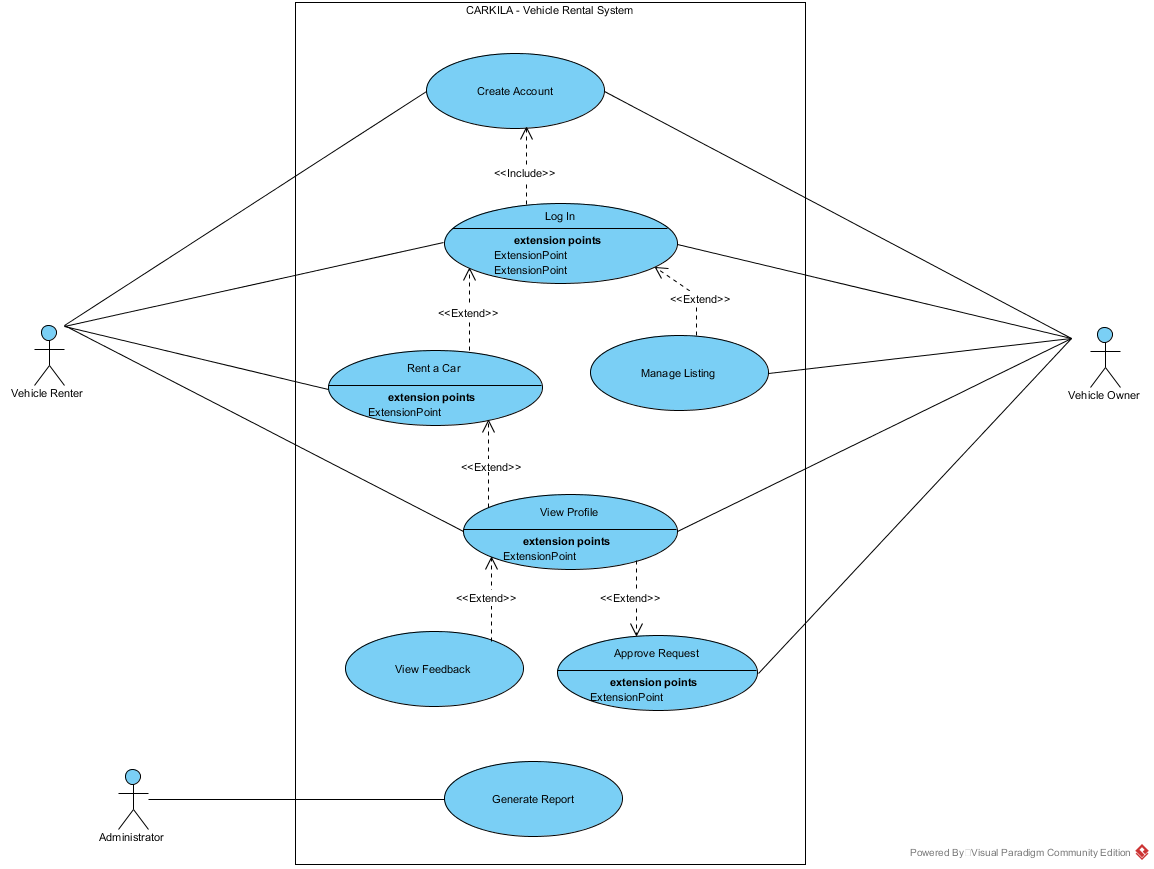 CARKILA - Vehicle Rental System
Create Account
<<Include>>
Log In
extension points
ExtensionPoint
ExtensionPoint
<<Extend>>
<<Extend>>
Vehicle Renter
Vehicle Owner
Rent a Car
extension points
ExtensionPoint
Manage Listing
<<Extend>>
View Profile
extension points
ExtensionPoint
<<Extend>>
<<Extend>>
View Feedback
Approve Request
extension points
ExtensionPoint
Generate Report
Administrator
Powered By Visual Paradigm Community Edition